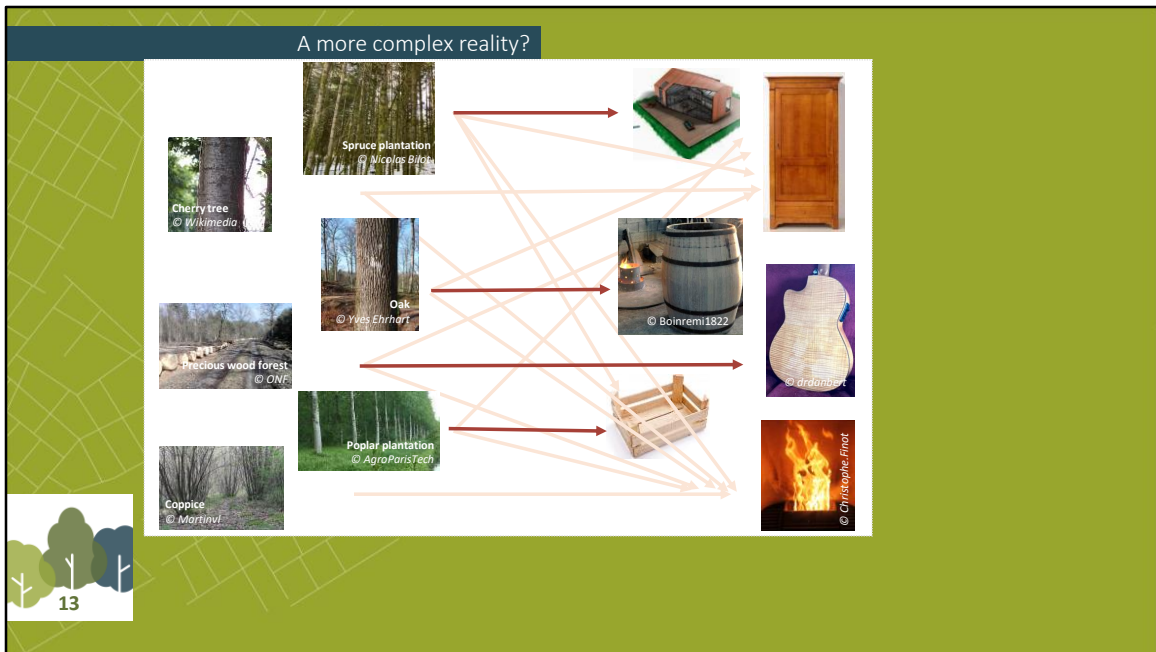 A more complex reality?
Spruce plantation
© Nicolas Bilot
Cherry tree
© Wikimedia
Oak
© Yves Ehrhart
© Boinremi1822
Precious wood forest
© ONF
© drdanbert
Poplar plantation
© AgroParisTech
Coppice
© Martinvl
© Christophe.Finot
13